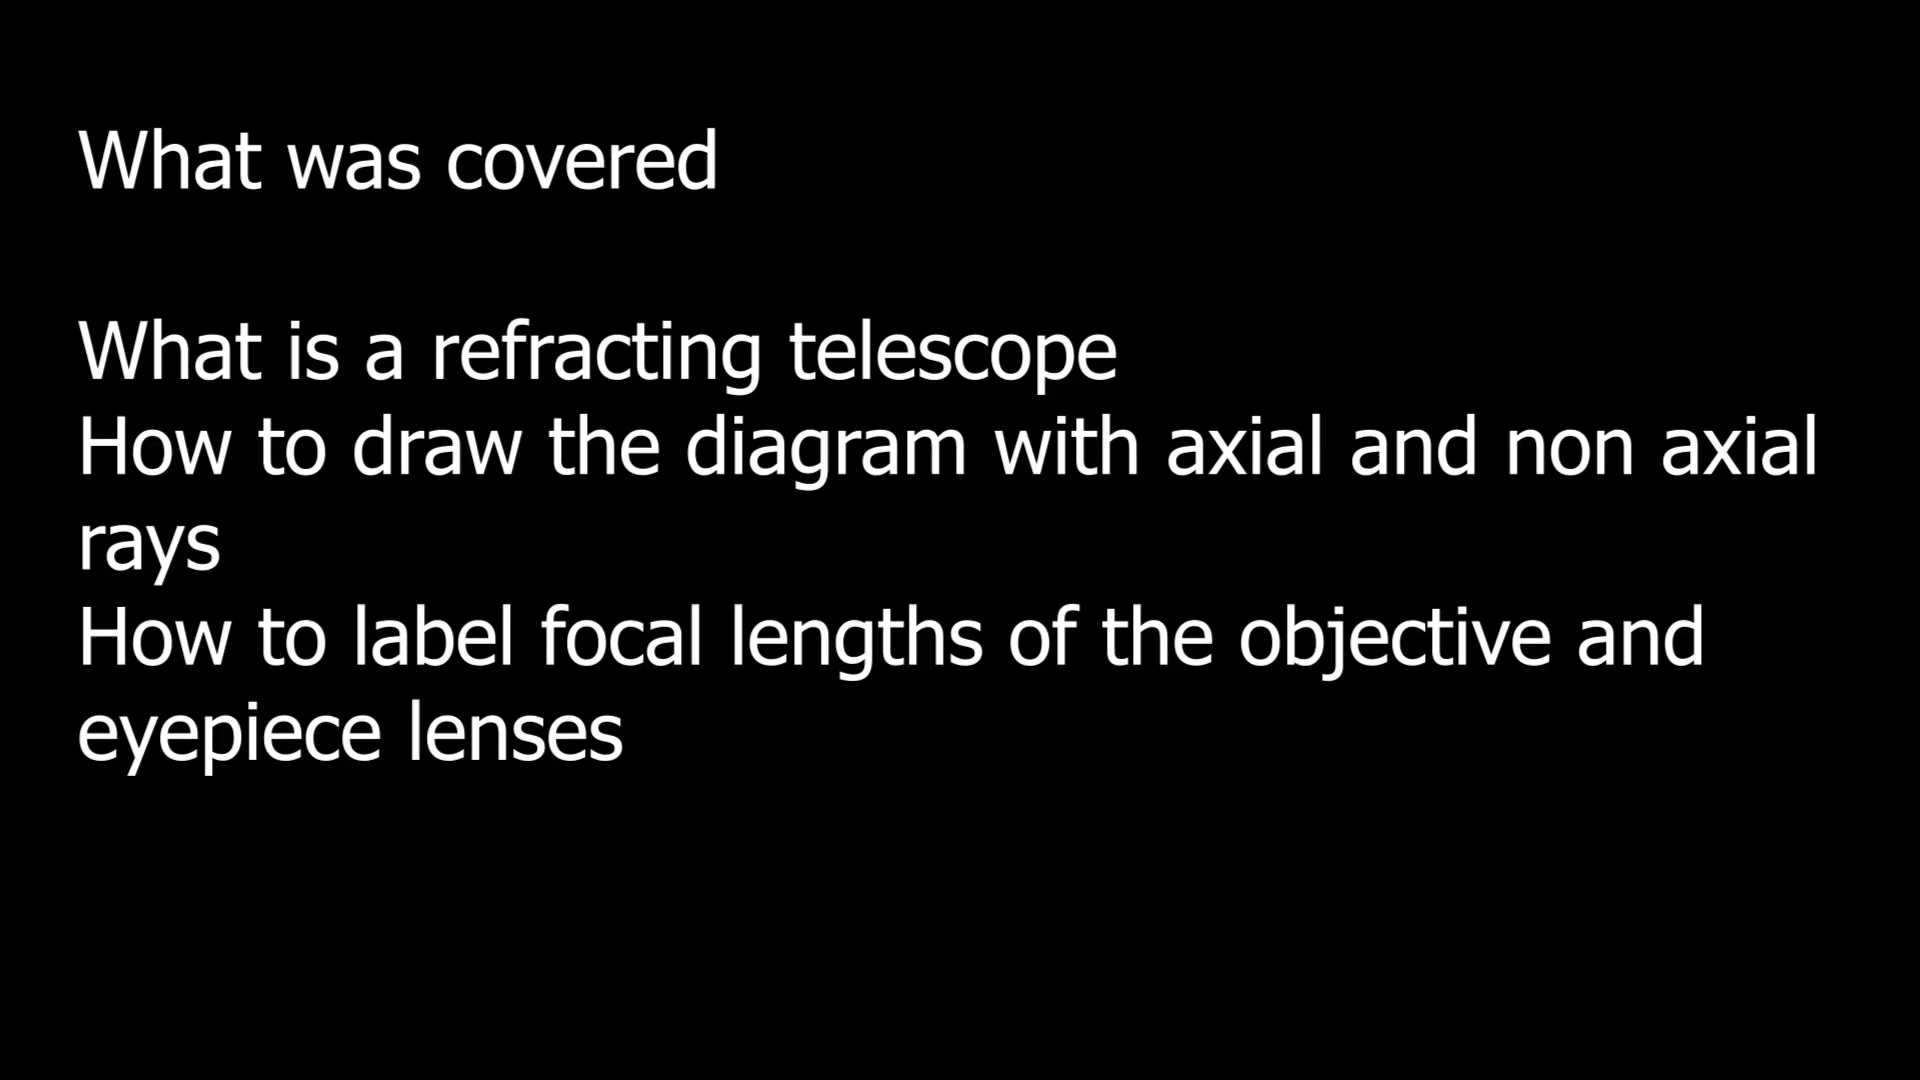 What was covered
What is a refracting telescope
How to draw the diagram with axial and non axial
rays
How to label focal lengths of the objective and
eyepiece lenses